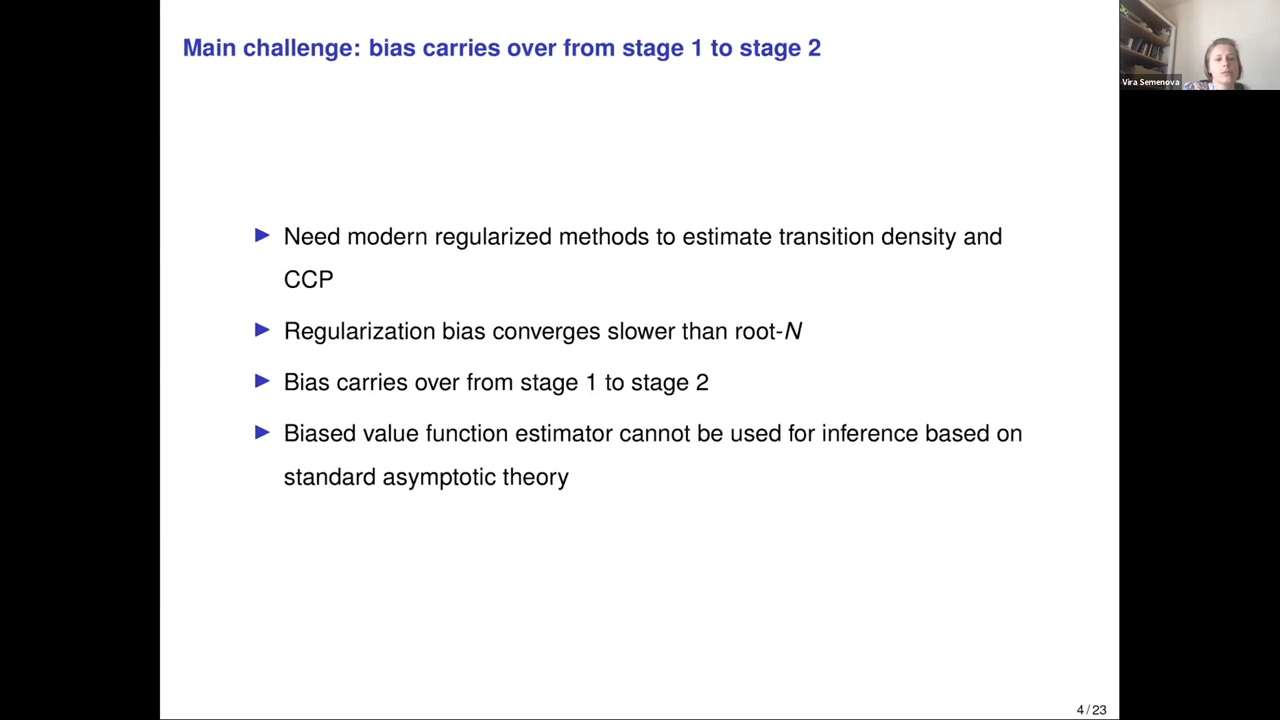 Main challenge: bias carries over from stage 1 to stage 2
Vira Semenova
▶ Need modern regularized methods to estimate transition density and
CCP
▶ Regularization bias converges slower than root-N
▶ Bias carries over from stage 1 to stage 2
▶ Biased value function estimator cannot be used for inference based on
standard asymptotic theory
4 / 23